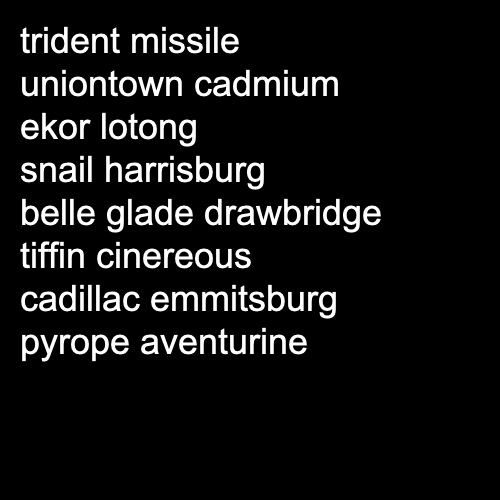 trident missile
uniontown cadmium
ekor lotong
snail harrisburg
belle glade drawbridge
tiffin cinereous
cadillac emmitsburg
pyrope aventurine